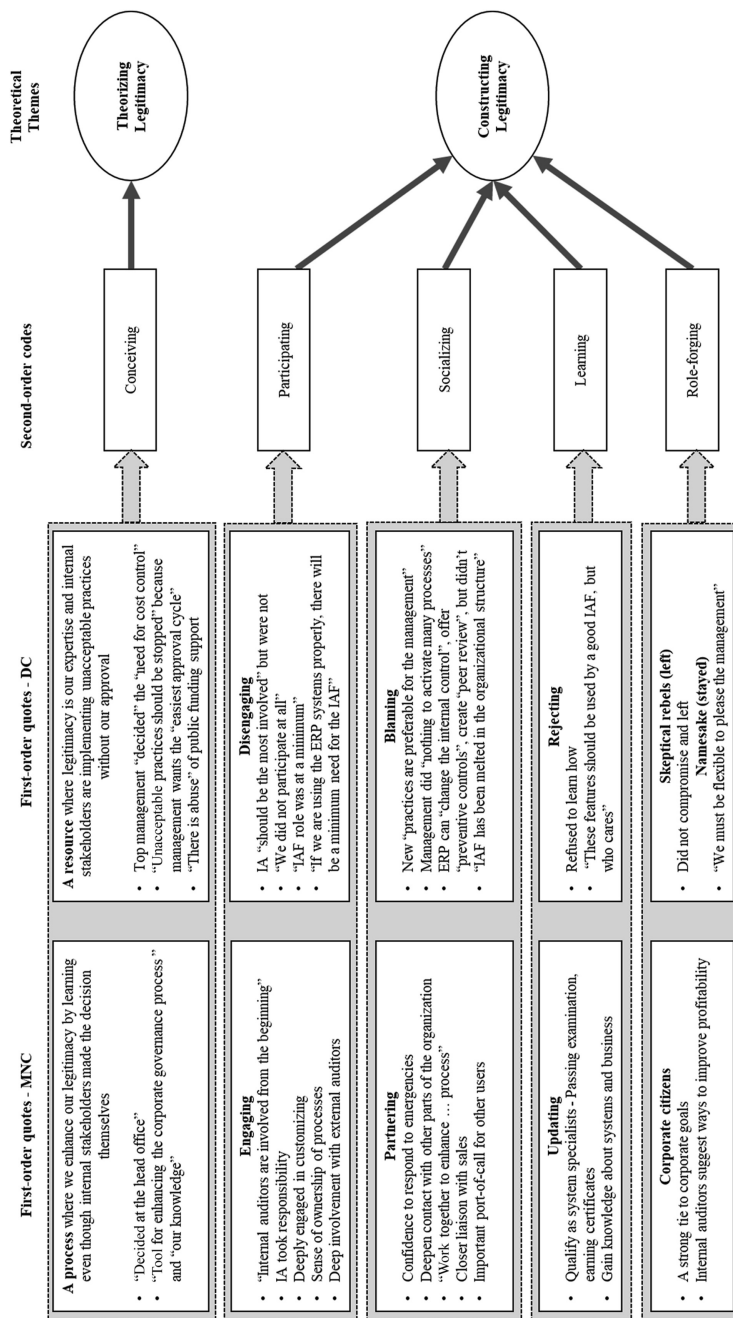 First-order quotes - MNC
First-order quotes - DC
Second-order codes
Theoretical
Themes
A process where we enhance our legitimacy by learning
even though internal stakeholders made the decision
themselves
• “Decided at the head office”
• “Tool for enhancing the corporate governance process”
and “our knowledge”
A resource where legitimacy is our expertise and internal
stakeholders are implementing unacceptable practices
without our approval
• Top management “decided” the “need for cost control”
• “Unacceptable practices should be stopped” because
management wants the “easiest approval cycle”
• “There is abuse” of public funding support
Conceiving
Theorizing
Legitimacy
Engaging
• “Internal auditors are involved from the beginning”
• IA took responsibility
• Deeply engaged in customizing
• Sense of ownership of processes
• Deep involvement with external auditors
Disengaging
• IA “should be the most involved” but were not
• “We did not participate at all”
• “IAF role was at a minimum”
• “If we are using the ERP systems properly, there will
be a minimum need for the IAF”
Participating
Partnering
• Confidence to respond to emergencies
• Deepen contact with other parts of the organization
• “Work together to enhance … process”
• Closer liaison with sales
• Important port-of-call for other users
Blaming
• New “practices are preferable for the management”
• Management did “nothing to activate many processes”
• ERP can “change the internal control”, offer
“preventive controls”, create “peer review”, but didn’t
• “IAF has been melted in the organizational structure”
Socializing
Constructing
Legitimacy
Updating
• Qualify as system specialists - Passing examination,
earning certificates
• Gain knowledge about systems and business
Rejecting
• Refused to learn how
• “These features should be used by a good IAF, but
who cares”
Learning
Corporate citizens
• A strong tie to corporate goals
• Internal auditors suggest ways to improve profitability
Skeptical rebels (left)
• Did not compromise and left
Namesake (stayed)
• “We must be flexible to please the management”
Role-forging